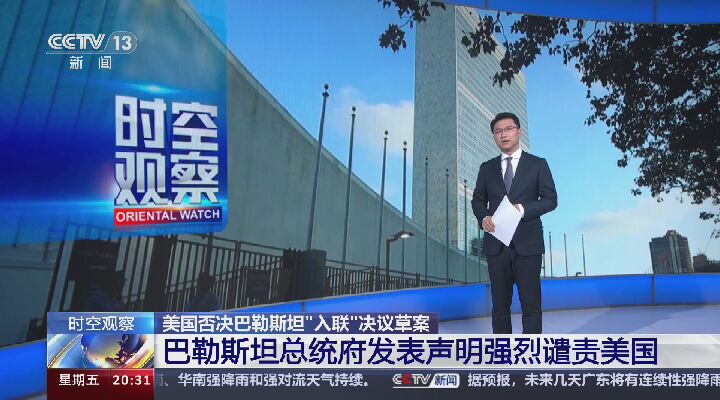 CCTV 13
新闻
时空
观察
ORIENTAL WATCH
时空观察
美国否决巴勒斯坦"入联"决议草案
巴勒斯坦总统府发表声明强烈谴责美国
星期五 20:31
、华南强降雨和强对流天气持续。 CCTV 新闻 据预报，未来几天广东将有连续性强降